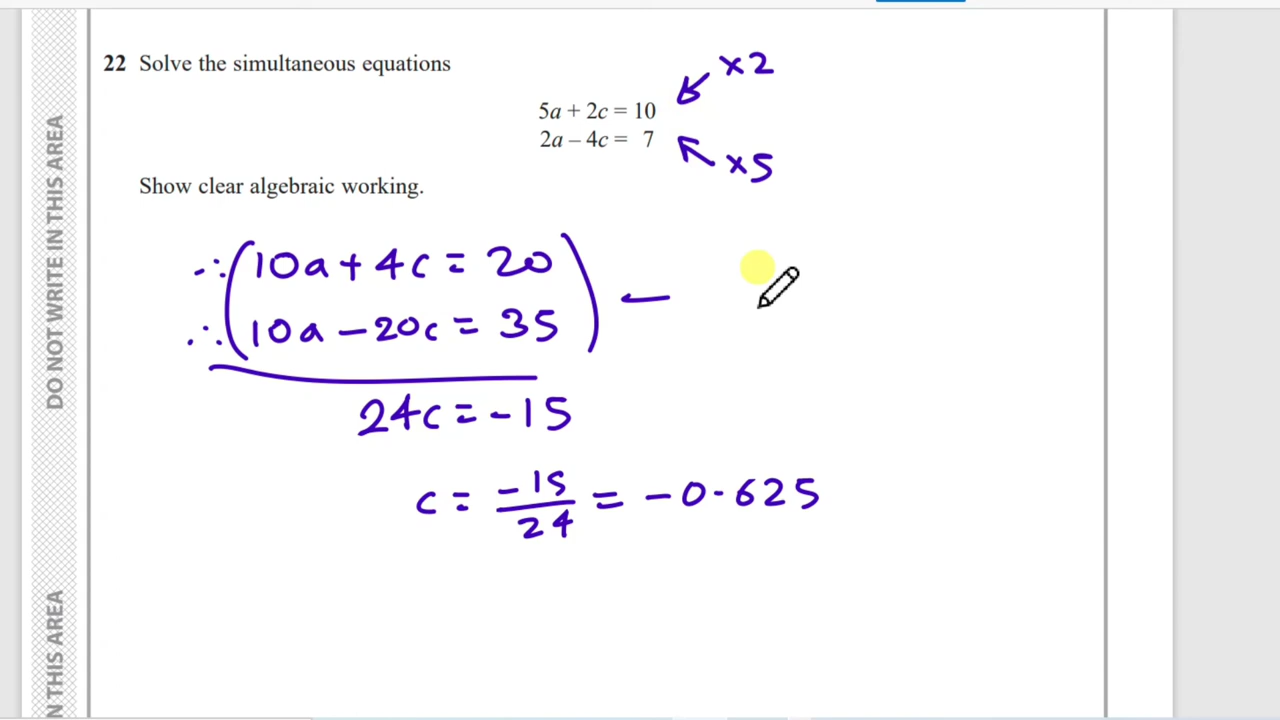 22 Solve the simultaneous equations
×2
5a + 2c = 10
2a – 4c = 7
×5
Show clear algebraic working.
∴ (10a + 4c = 20
∴ (10a – 20c = 35) —
24c = -15
c = -15/24 = -0.625
DO NOT WRITE IN THIS AREA
N THIS AREA